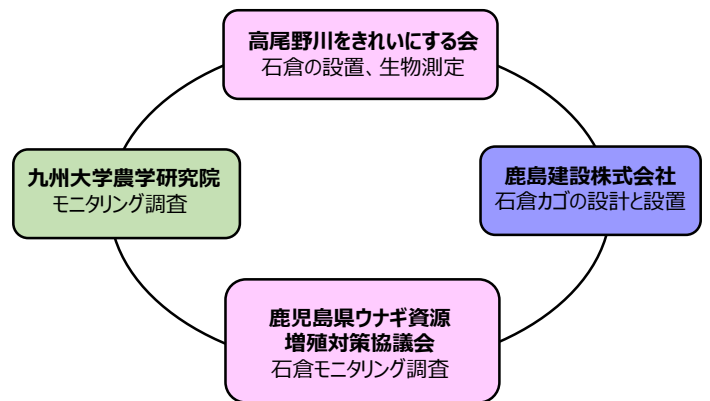 高尾野川をきれいにする会
石倉の設置、生物測定
九州大学農学研究院
モニタリング調査
鹿島建設株式会社
石倉カゴの設計と設置
鹿児島県ウナギ資源
増殖対策協議会
石倉モニタリング調査